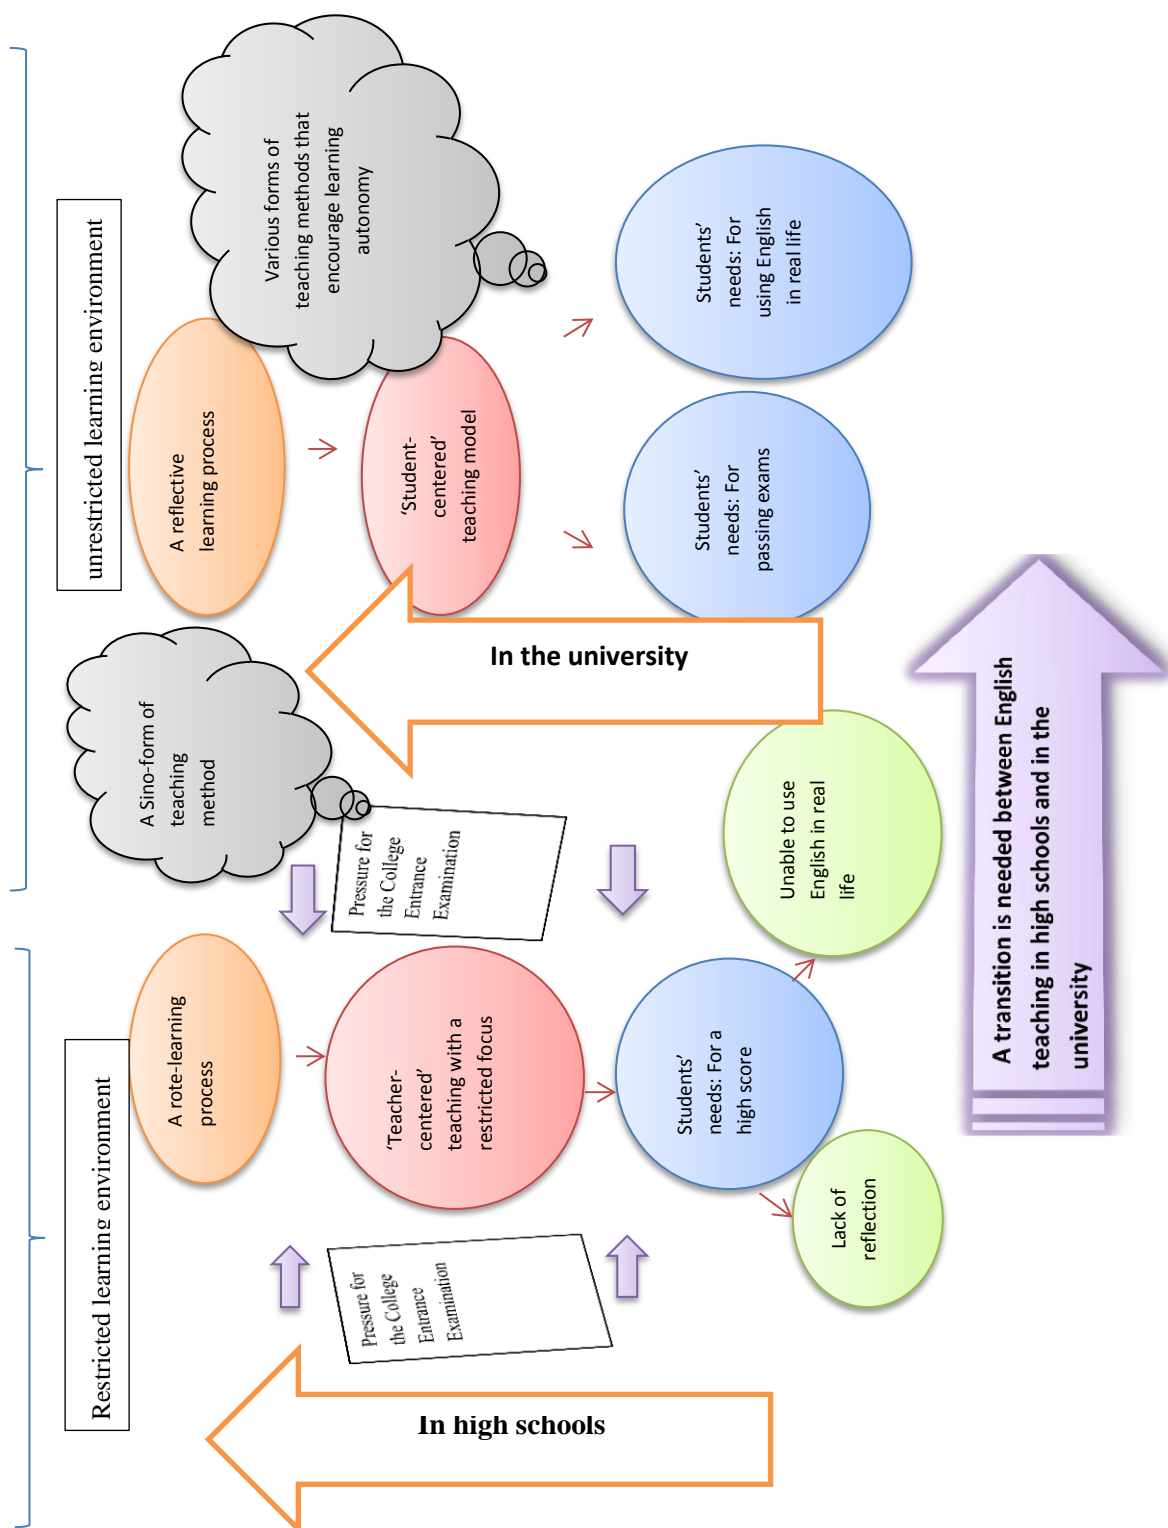 Restricted learning environment
unrestricted learning environment
A rote-learning
process
A Sino-form of
teaching
method
A reflective
learning process
Various forms of
teaching methods that
encourage learning
autonomy
Pressure for
the College
Entrance
Examination
'Teacher-
centered'
teaching with a
restricted focus
Pressure for
the College
Entrance
Examination
'Student-
centered'
teaching model
In high schools
In the university
Students'
needs: For a
high score
Students'
needs: For
passing exams
Students'
needs: For
using English
in real life
Lack of
reflection
Unable to use
English in real
life
A transition is needed between English
teaching in high schools and in the
university